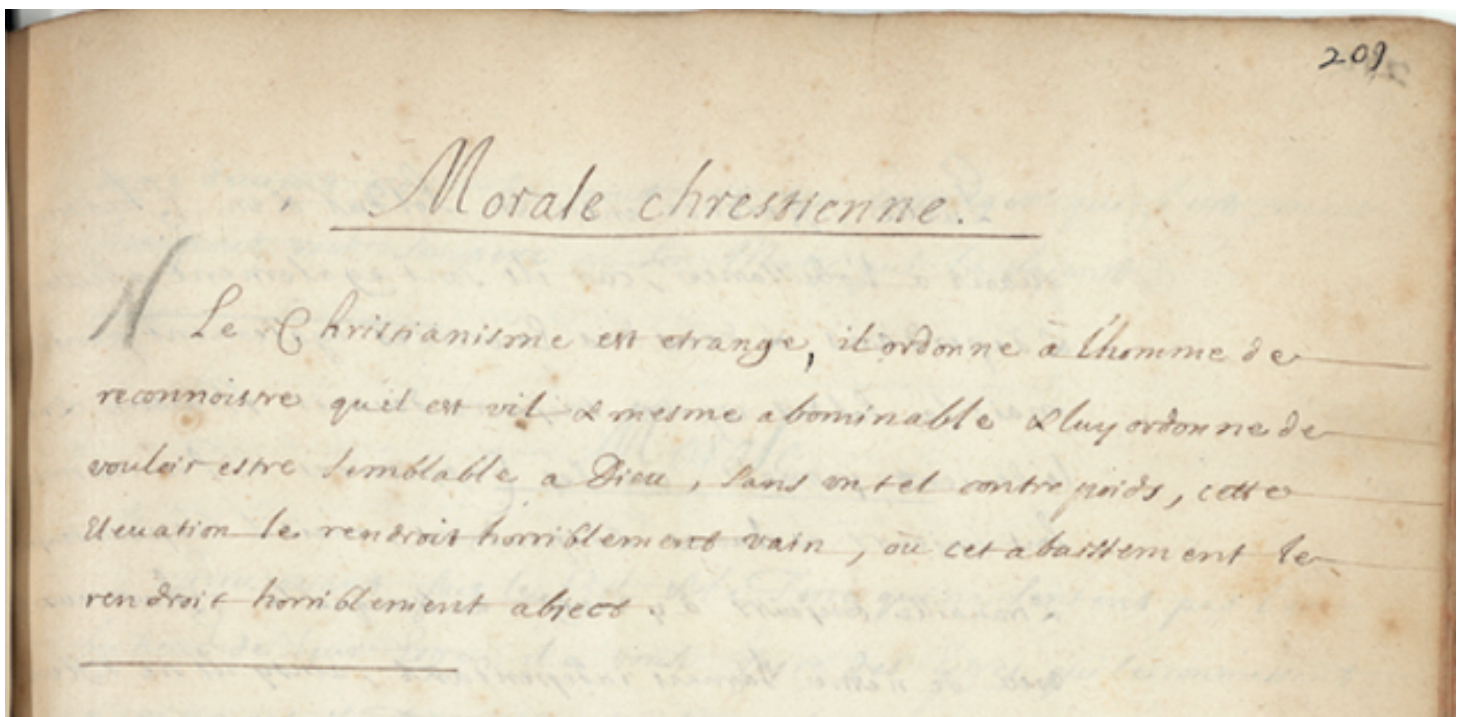 209
Morale chrestienne.
Le Christianisme est etrange, il ordonne à l'homme de
reconnoistre quil est vil & mesme abominable & luy ordonne de
vouloir estre semblable a Dieu, sans un tel contrepoids, cette
Eleuation le rendroit horriblement vain, ou cet abaissement le
rendroit horriblement abject.